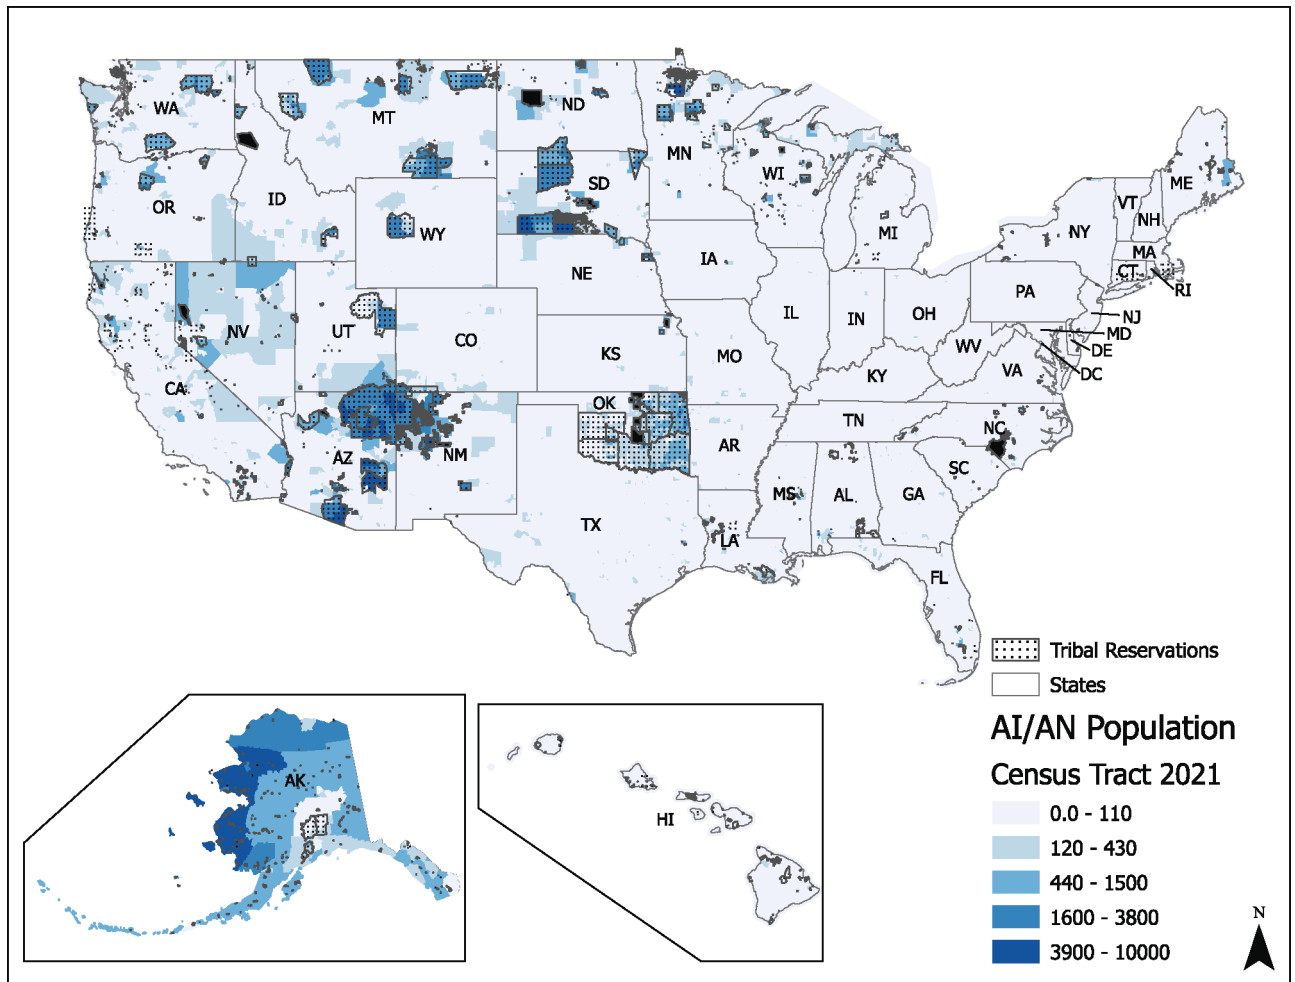 WA
MT
ND
MN
OR
ID
WY
SD
WI
MI
ME
VT
NH
NY
MA
CT
RI
NV
UT
CO
NE
IA
IL
IN
OH
PA
NJ
MD
DE
DC
WV
VA
CA
KS
MO
KY
AZ
NM
OK
AR
TN
NC
SC
TX
LA
MS
AL
GA
FL
AK
HI
Tribal Reservations
States
AI/AN Population
Census Tract 2021
0.0 - 110
120 - 430
440 - 1500
1600 - 3800
3900 - 10000
N